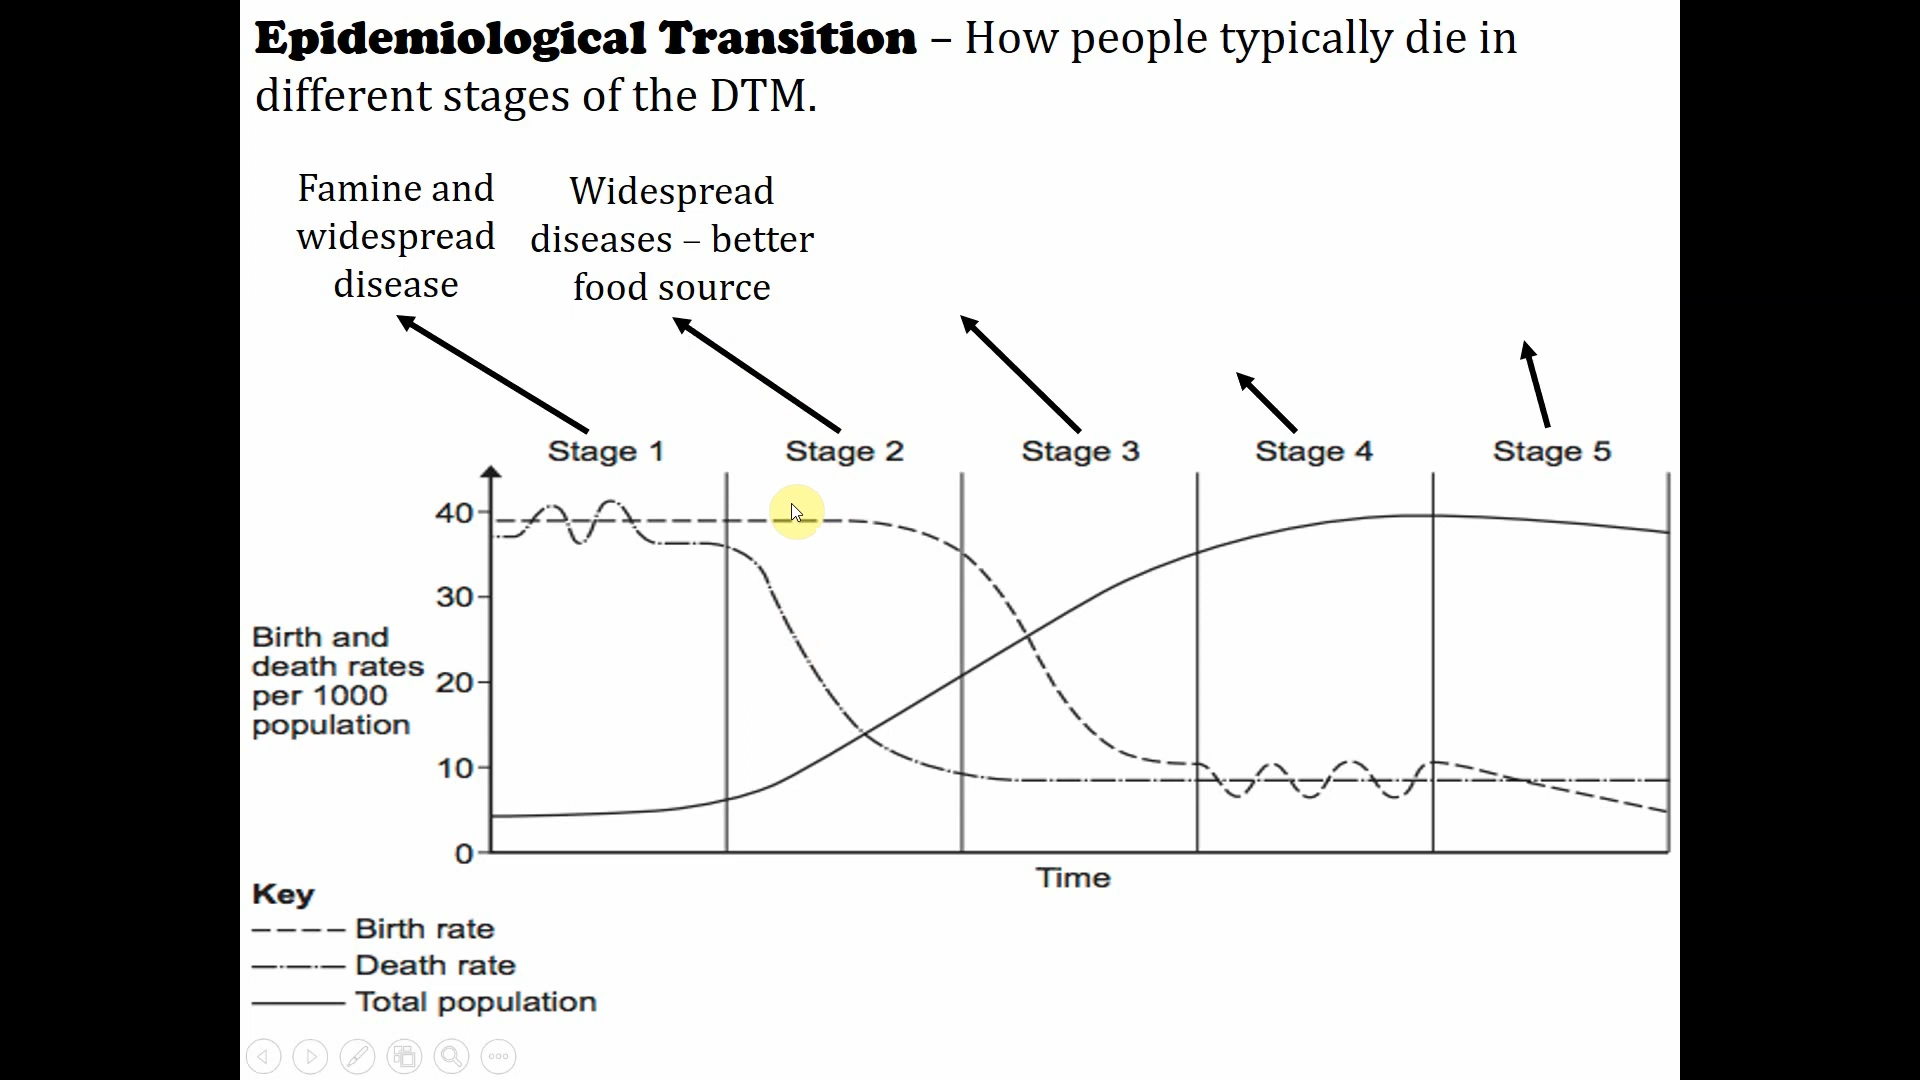 Epidemiological Transition – How people typically die in
different stages of the DTM.
Famine and
widespread
disease
Widespread
diseases – better
food source
Stage 1
Stage 2
Stage 3
Stage 4
Stage 5
40
30
20
10
0
Birth and
death rates
per 1000
population
Time
Key
Birth rate
Death rate
Total population